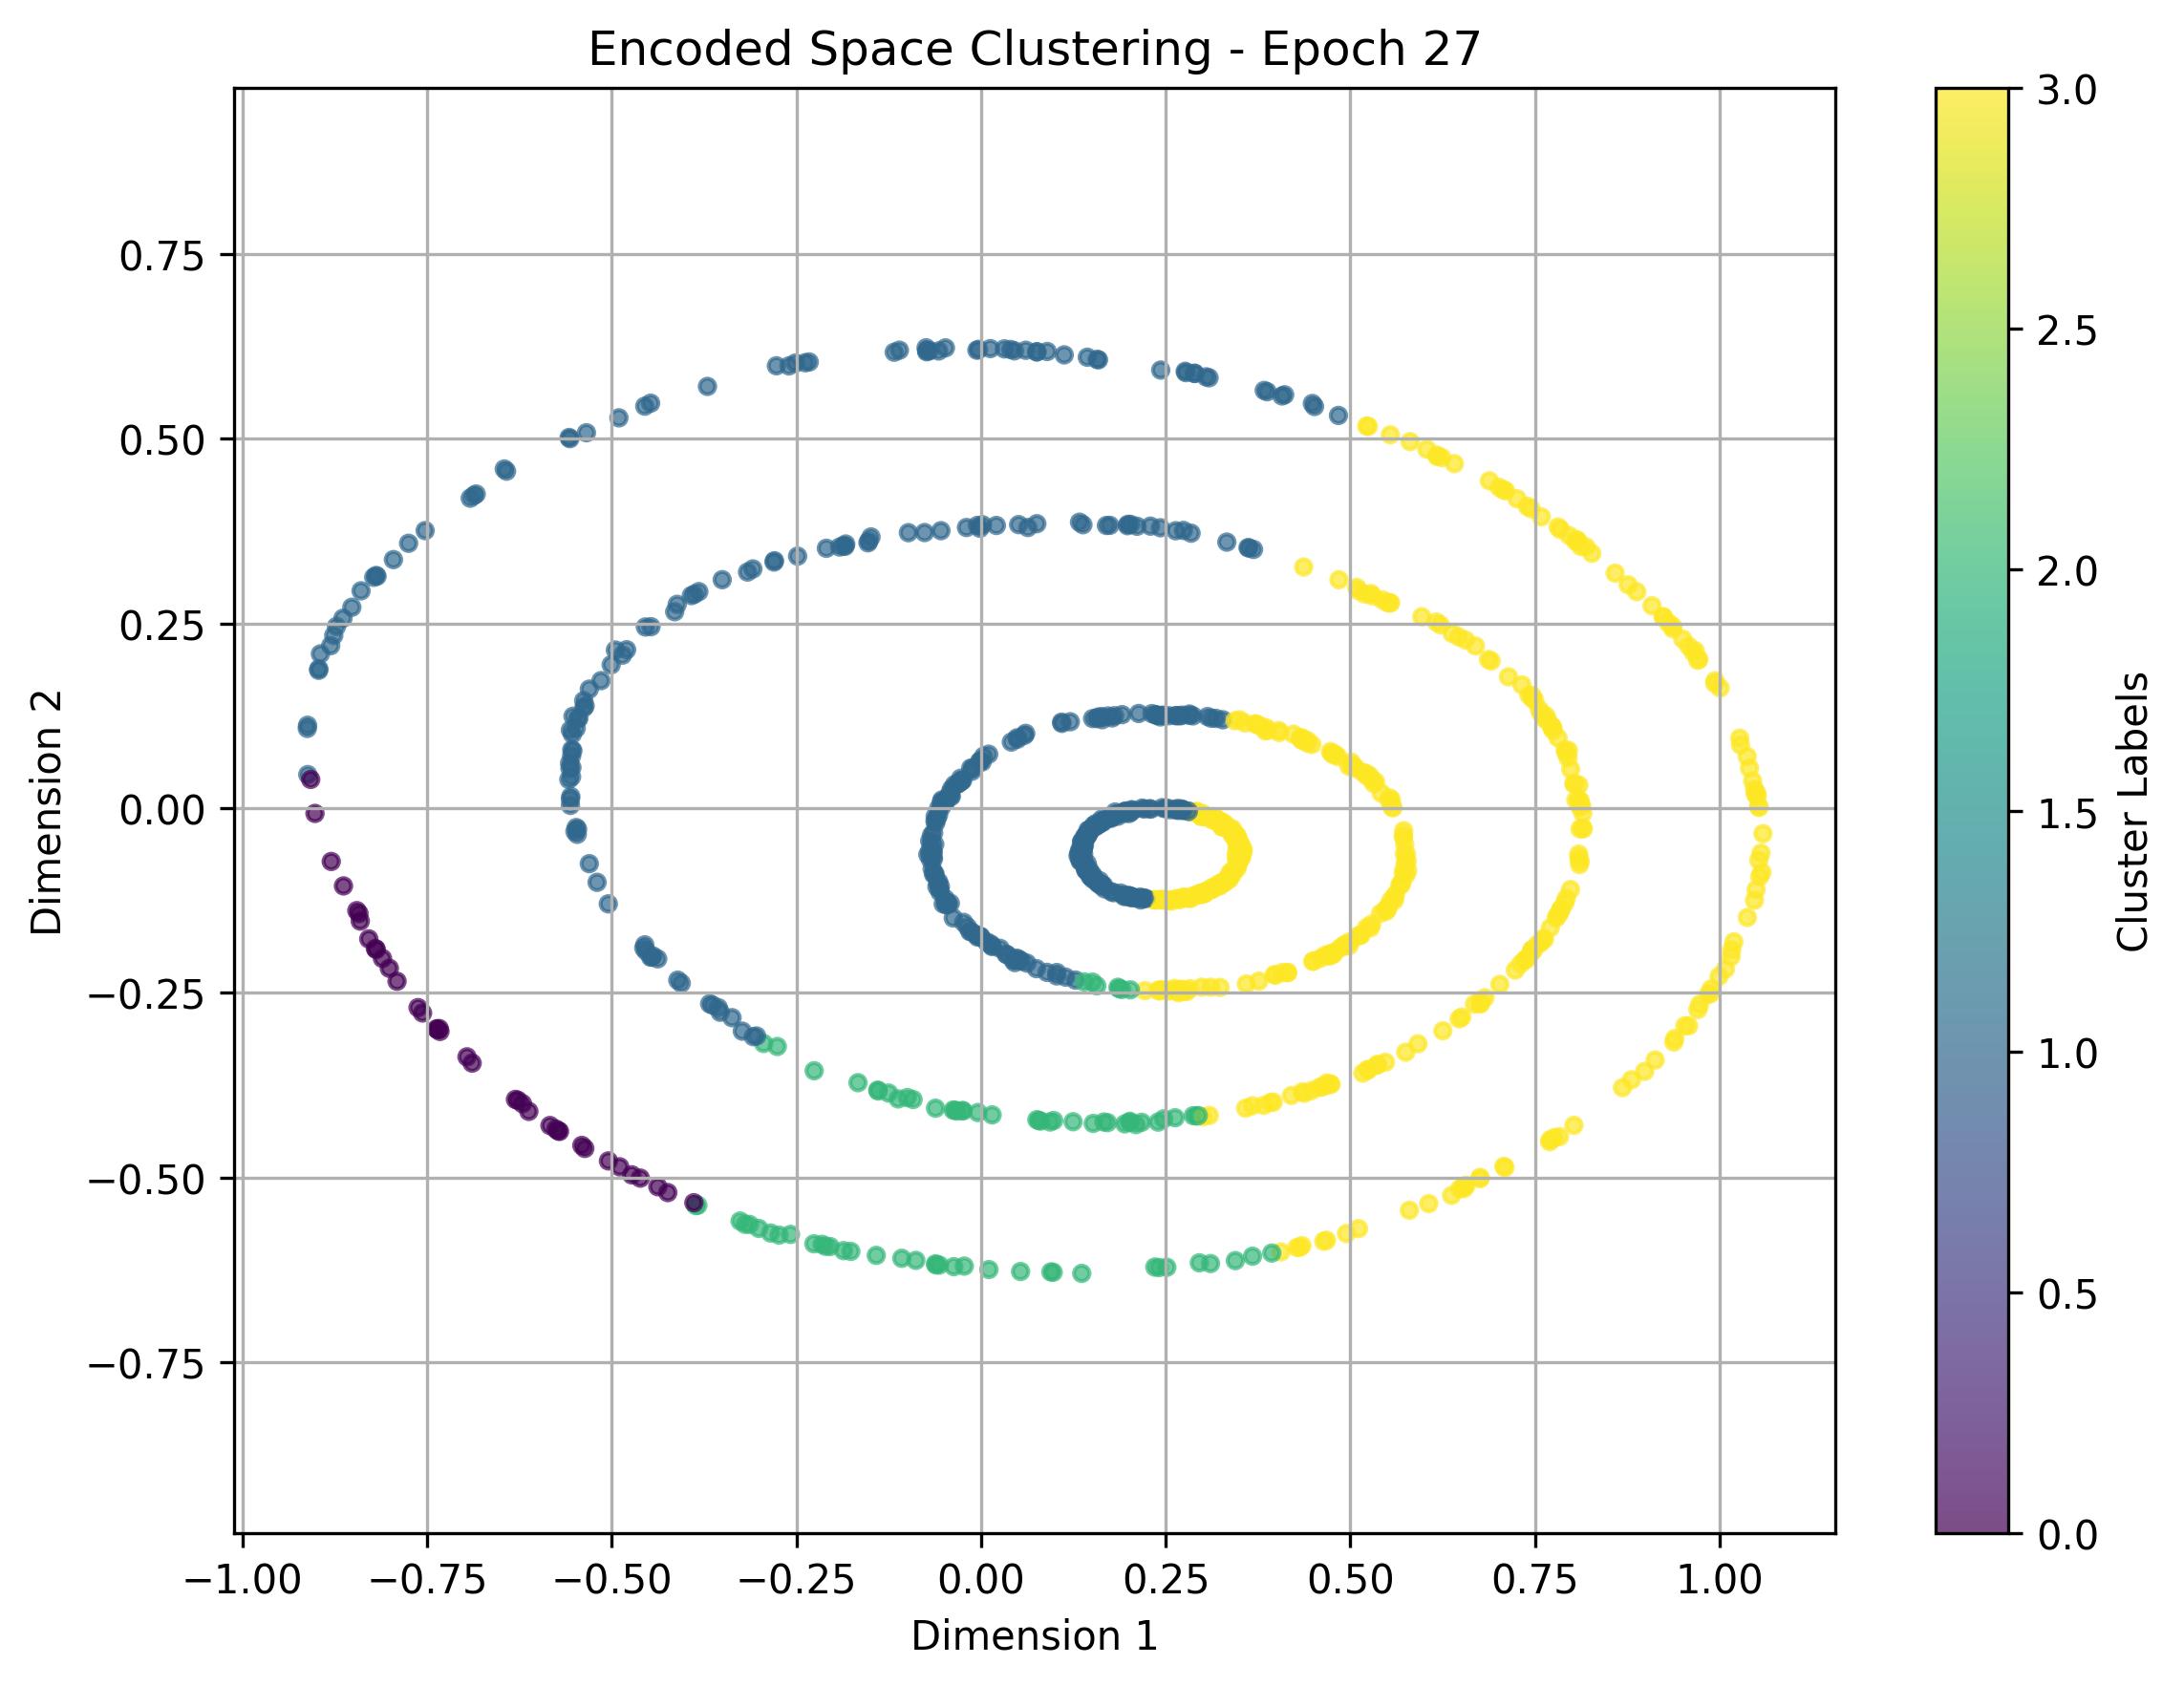 Encoded Space Clustering - Epoch 27
0.75
0.50
0.25
0.00
−0.25
−0.50
−0.75
Dimension 2
−1.00 −0.75 −0.50 −0.25 0.00 0.25 0.50 0.75 1.00
Dimension 1
3.0
2.5
2.0
1.5
1.0
0.5
0.0
Cluster Labels